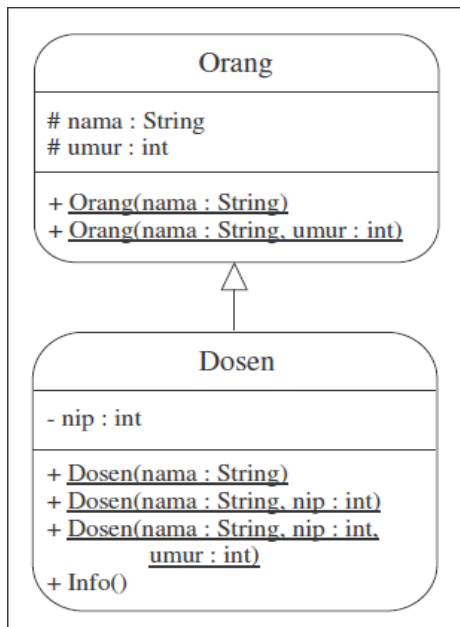 Orang
# nama : String
# umur : int
+ Orang(nama : String)
+ Orang(nama : String, umur : int)
Dosen
- nip : int
+ Dosen(nama : String)
+ Dosen(nama : String, nip : int)
+ Dosen(nama : String, nip : int,
umur : int)
+ Info()